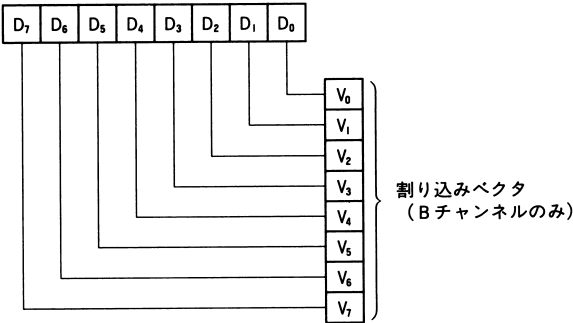 D₇ D₆ D₅ D₄ D₃ D₂ D₁ D₀
V₀
V₁
V₂
V₃
V₄
V₅
V₆
V₇
割り込みベクタ
（Bチャンネルのみ）